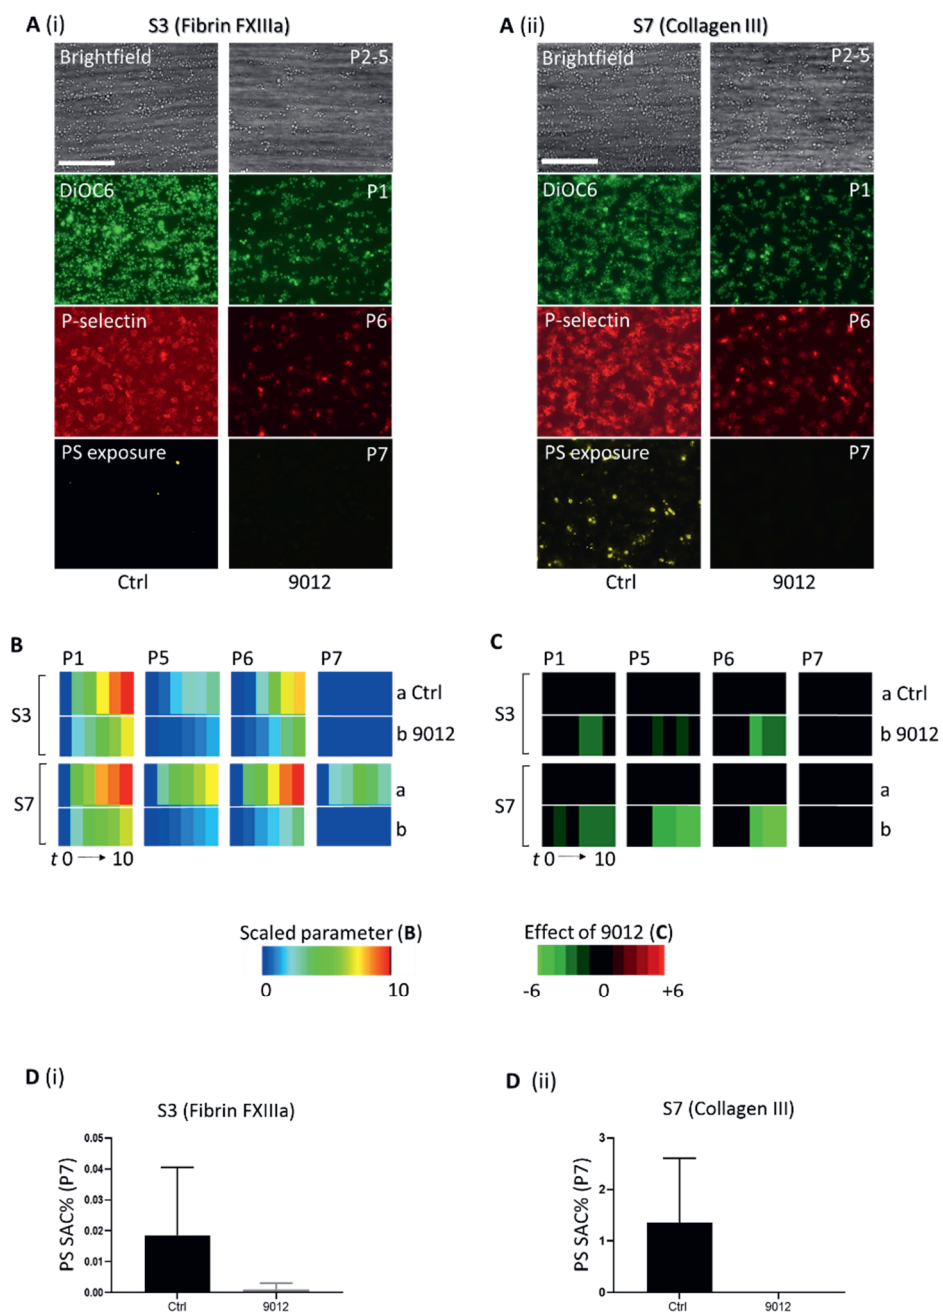 A (i) S3 (Fibrin FXIIIa)
Brightfield P2-5
DiOC6 P1
P-selectin P6
PS exposure P7
Ctrl 9012
A (ii) S7 (Collagen III)
Brightfield P2-5
DiOC6 P1
P-selectin P6
PS exposure P7
Ctrl 9012
B
P1 P5 P6 P7
S3
a Ctrl
b 9012
S7
a
b
t 0 → 10
C
P1 P5 P6 P7
S3
a Ctrl
b 9012
S7
a
b
t 0 → 10
Scaled parameter (B)
0 10
Effect of 9012 (C)
-6 0 +6
D (i)
S3 (Fibrin FXIIIa)
PS SAC% (P7)
0.05
0.04
0.03
0.02
0.01
0.00
Ctrl 9012
D (ii)
S7 (Collagen III)
PS SAC% (P7)
3
2
1
0
Ctrl 9012